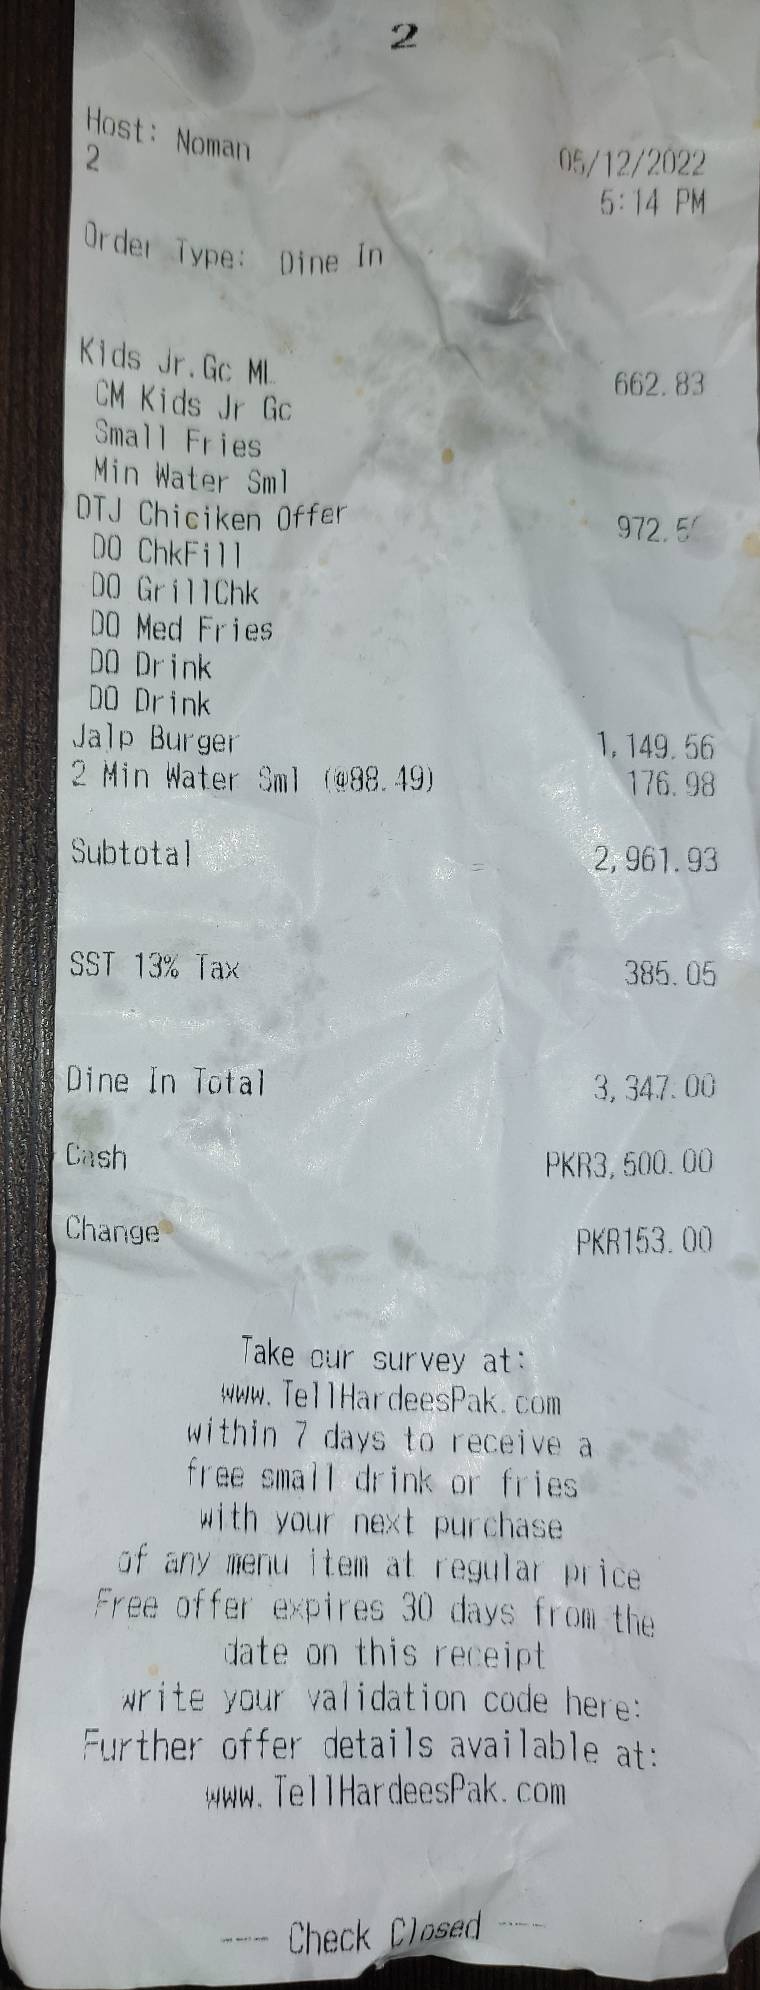 2
Host: Noman
2
05/12/2022
5:14 PM
Order Type: Dine In
Kids Jr.Gc ML 662.83
CM Kids Jr Gc
Small Fries
Min Water Sml
DTJ Chiciken Offer
DO ChkFill
DO GrillChk
DO Med Fries
DO Drink
DO Drink
Jalp Burger 1,149.56
2 Min Water Sml (@88.49) 176.98
Subtotal 2,961.93
SST 13% Tax 385.05
Dine In Total 3,347.00
Cash PKR3,500.00
Change PKR153.00
Take our survey at:
www.TellHardeesPak.com
within 7 days to receive a
free small drink or fries
with your next purchase
of any menu item at regular price
Free offer expires 30 days from the
date on this receipt
write your validation code here:
Further offer details available at:
www.TellHardeesPak.com
---- Check Closed ----